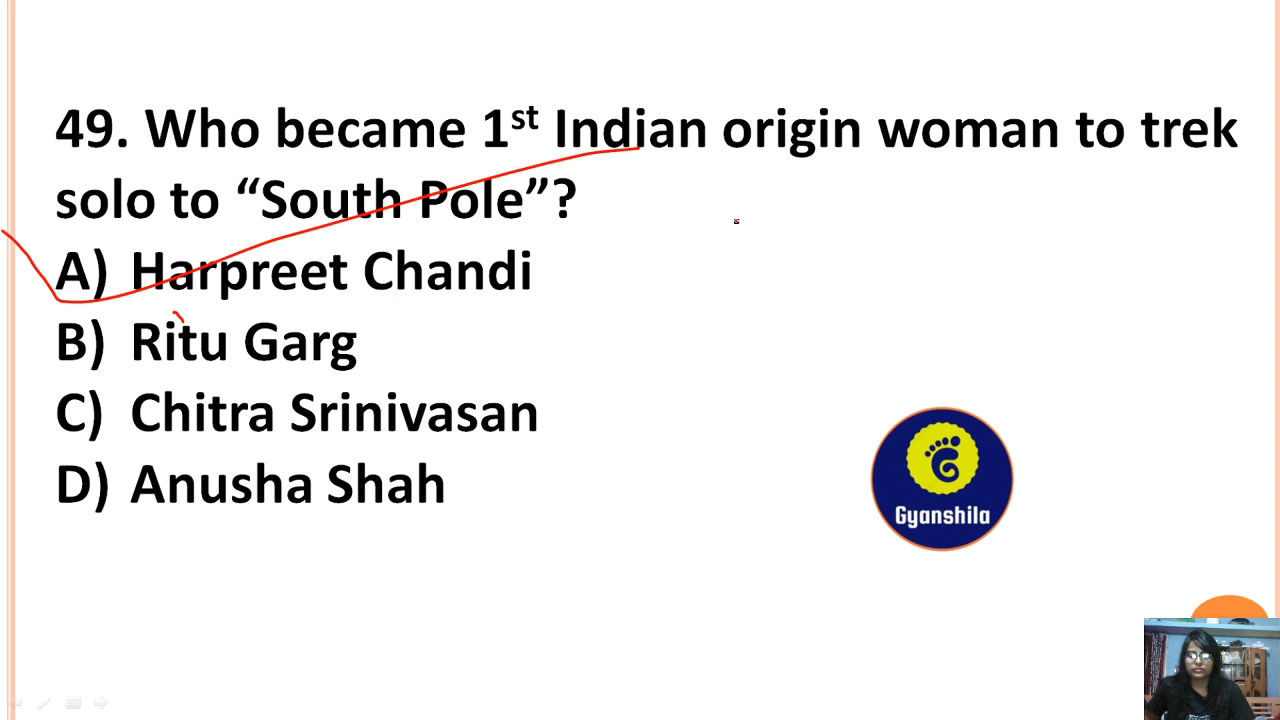 49. Who became 1st Indian origin woman to trek
solo to “South Pole”?
A) Harpreet Chandi
B) Ritu Garg
C) Chitra Srinivasan
D) Anusha Shah
Gyanshila